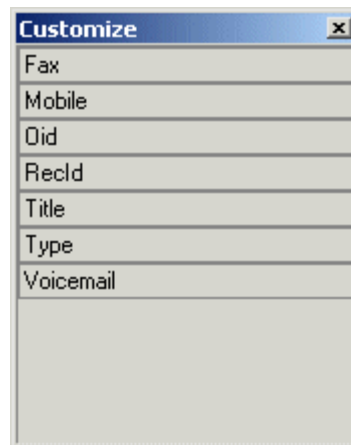 Customize
Fax
Mobile
Oid
RecId
Title
Type
Voicemail